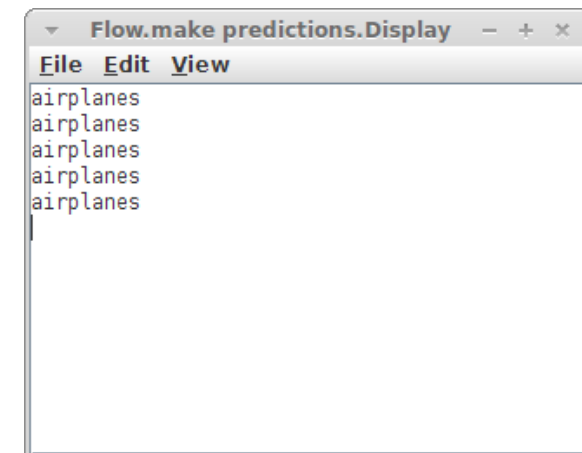 Flow.make predictions.Display
File Edit View
airplanes
airplanes
airplanes
airplanes
airplanes